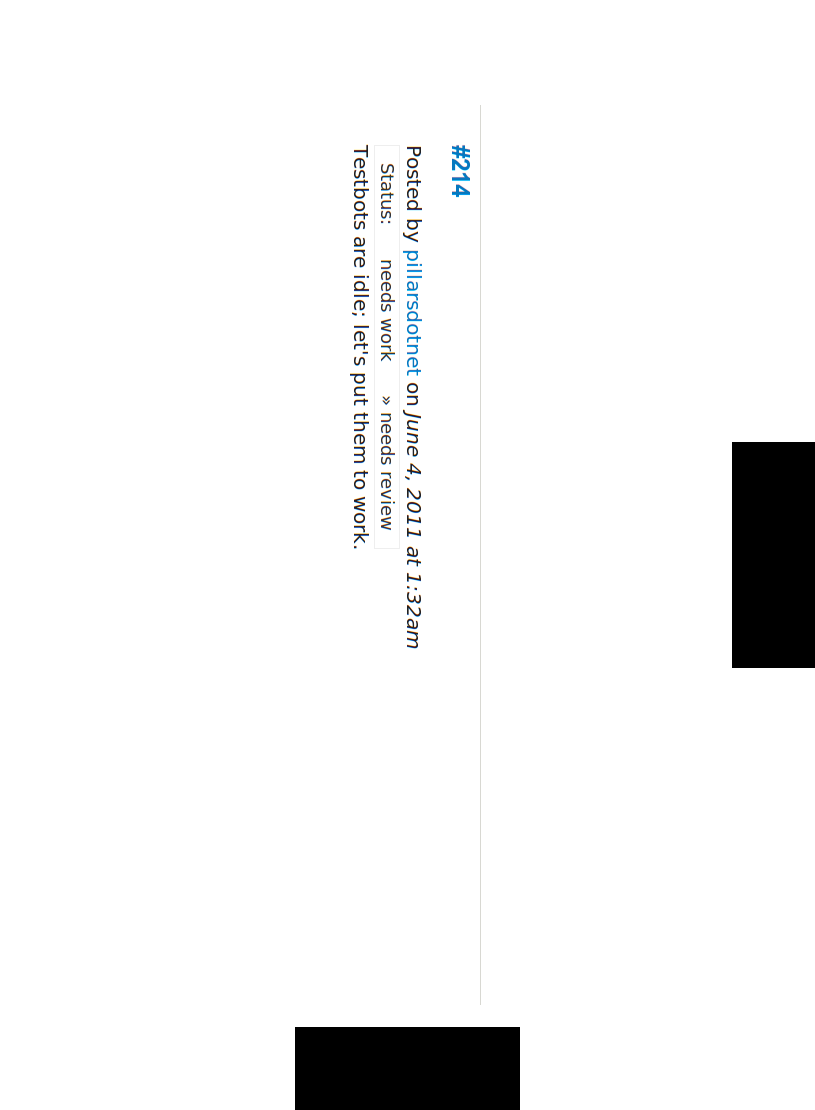 #214
Posted by pillarsdotnet on June 4, 2011 at 1:32am
Status: needs work » needs review
Testbots are idle; let's put them to work.